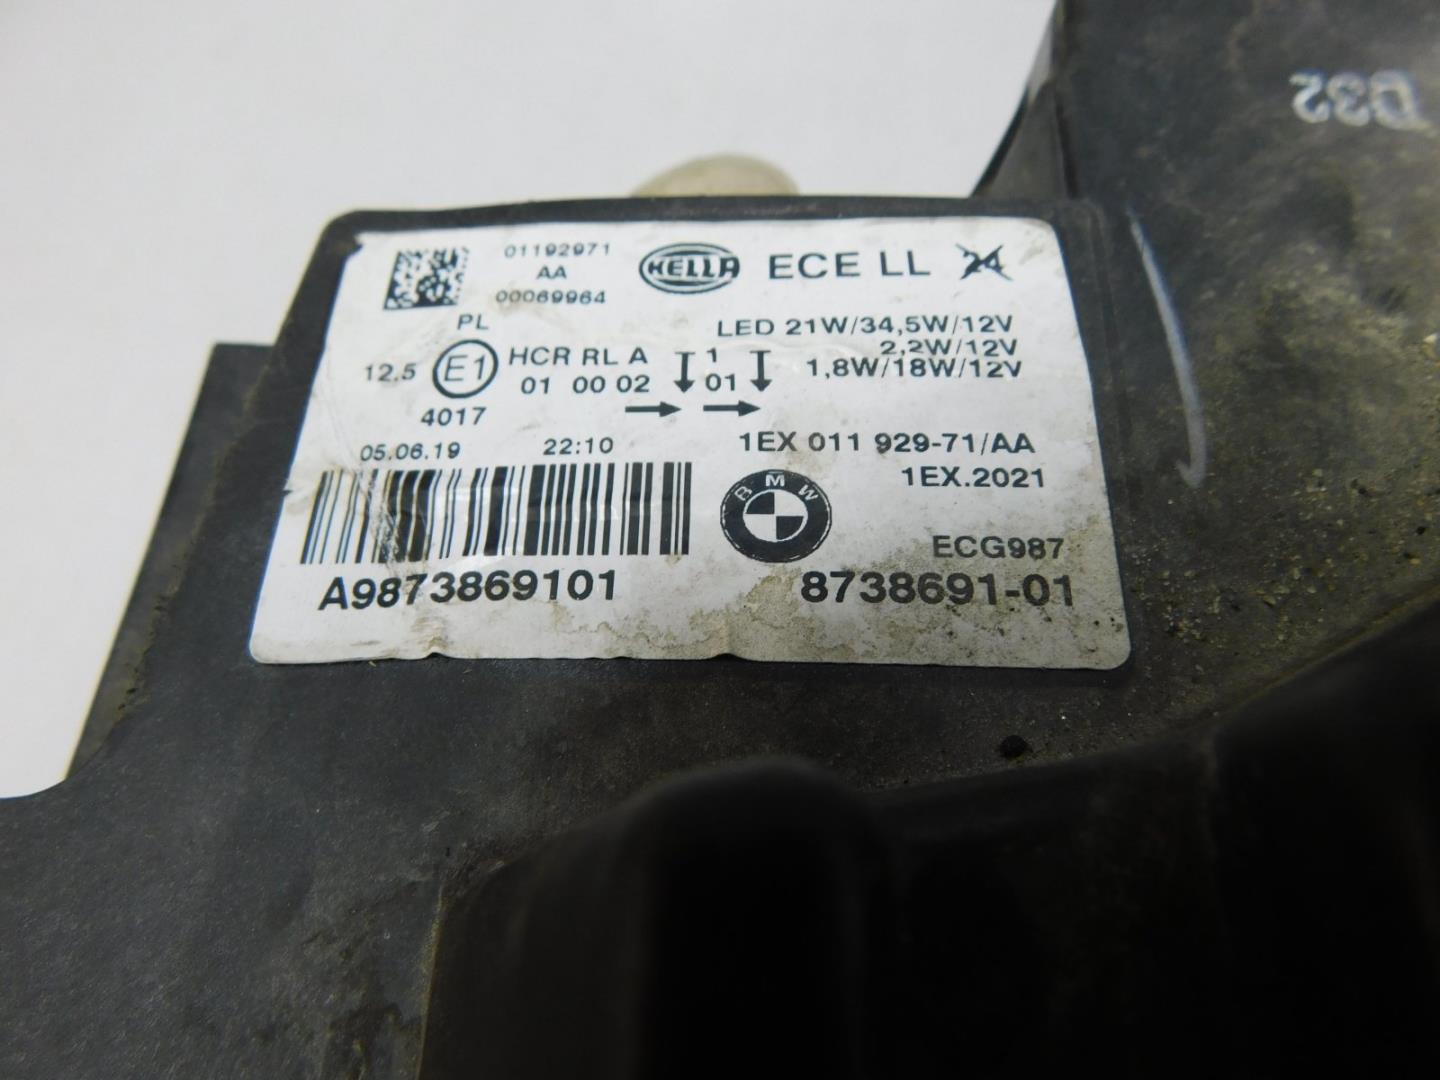 01192971
AA
00069964
HELLA ECE LL 24
PL
LED 21W/34,5W/12V
2,2W/12V
1,8W/18W/12V
12.5 E1 HCR RL A 1
01 00 02 01
4017
05.06.19 22:10
1EX 011 929-71/AA
1EX.2021
BMW
ECG987
A9873869101
8738691-01